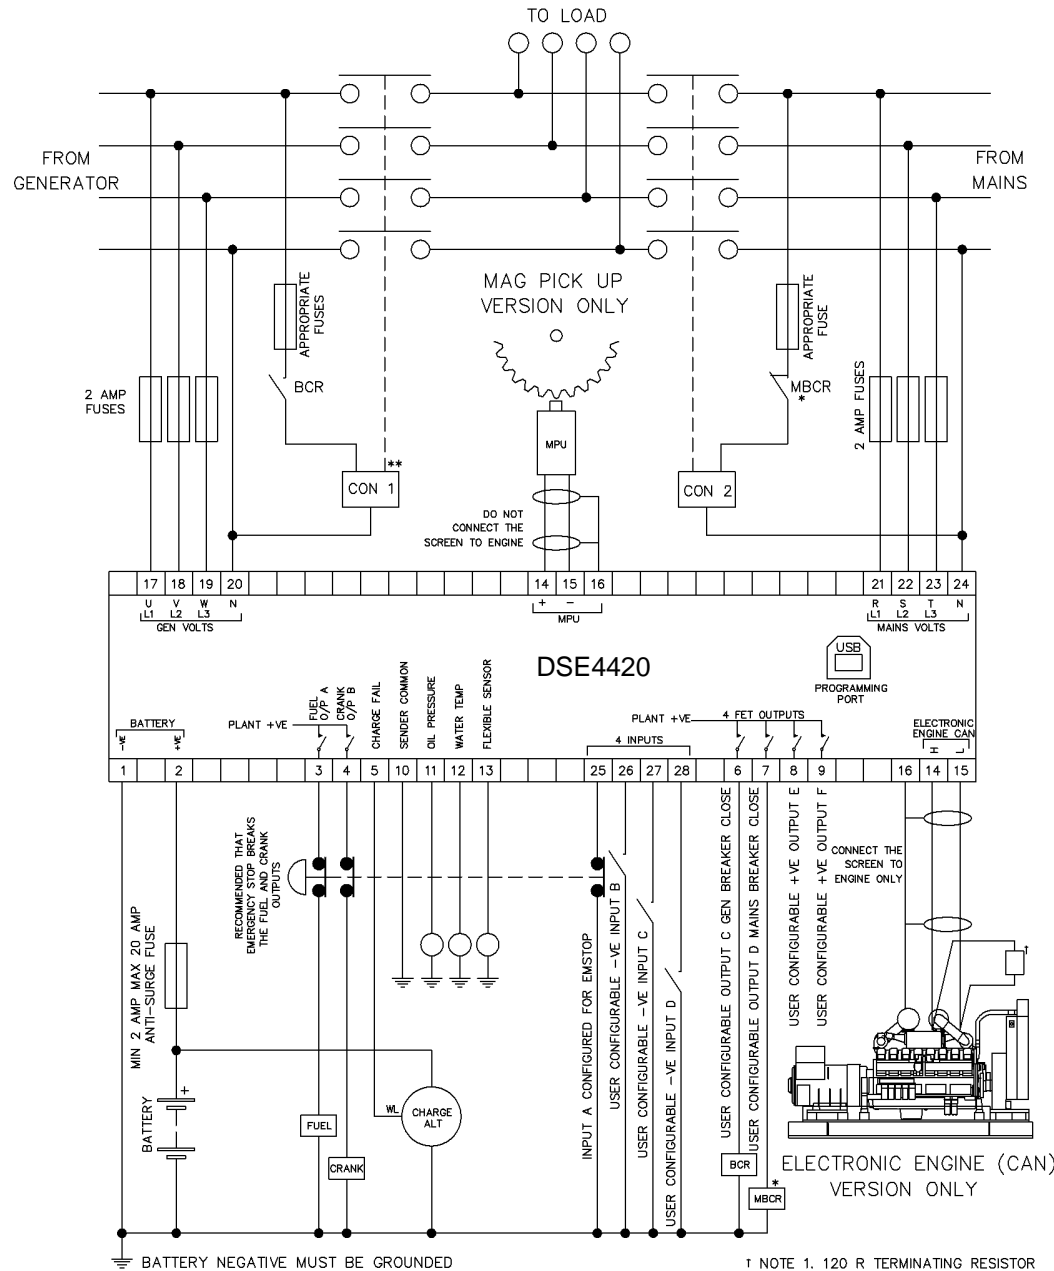 TO LOAD
FROM
GENERATOR
FROM
MAINS
MAG PICK UP
VERSION ONLY
APPROPRIATE
FUSES
APPROPRIATE
FUSE
2 AMP
FUSES
BCR
MBCR
*
2 AMP FUSES
MPU
**
CON 1
CON 2
DO NOT
CONNECT THE
SCREEN TO ENGINE
17 18 19 20 14 15 16 21 22 23 24
U V W N + − R S T N
L1 L2 L3 L1 L2 L3
GEN VOLTS
MPU
MAINS VOLTS
DSE4420
USB
PROGRAMMING
PORT
BATTERY
-VE
+VE
PLANT +VE
FUEL
O/P A
CRANK
O/P B
CHARGE FAIL
SENDER COMMON
OIL PRESSURE
WATER TEMP
FLEXIBLE SENSOR
4 INPUTS
PLANT +VE
4 FET OUTPUTS
ELECTRONIC
ENGINE CAN
H
L
1 2 3 4 5 10 11 12 13 25 26 27 28 6 7 8 9 16 14 15
RECOMMENDED THAT
EMERGENCY STOP BREAKS
THE FUEL AND CRANK
OUTPUTS
MIN 2 AMP MAX 20 AMP
ANTI-SURGE FUSE
+
BATTERY
FUEL
CRANK
WL
CHARGE
ALT
INPUT A CONFIGURED FOR EMSTOP
USER CONFIGURABLE -VE INPUT B
USER CONFIGURABLE -VE INPUT C
USER CONFIGURABLE -VE INPUT D
USER CONFIGURABLE OUTPUT C GEN BREAKER CLOSE
USER CONFIGURABLE OUTPUT D MAINS BREAKER CLOSE
USER CONFIGURABLE +VE OUTPUT E
USER CONFIGURABLE +VE OUTPUT F
CONNECT THE
SCREEN TO
ENGINE ONLY
†
BCR
*
MBCR
ELECTRONIC ENGINE (CAN)
VERSION ONLY
BATTERY NEGATIVE MUST BE GROUNDED
† NOTE 1. 120 R TERMINATING RESISTOR